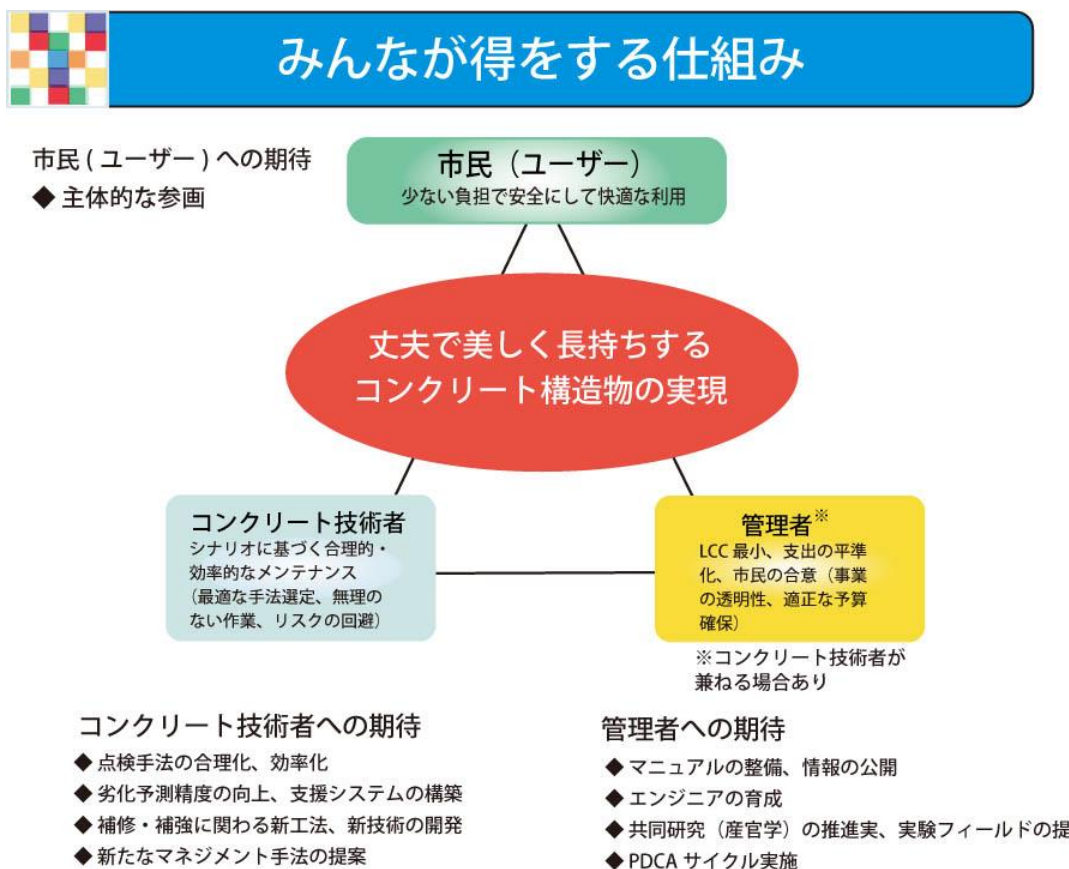 みんなが得をする仕組み
市民 ( ユーザー ) への期待
◆ 主体的な参画
市民（ユーザー）
少ない負担で安全にして快適な利用
丈夫で美しく長持ちする
コンクリート構造物の実現
コンクリート技術者
シナリオに基づく合理的・
効率的なメンテナンス
（最適な手法選定、無理の
ない作業、リスクの回避）
管理者※
LCC 最小、支出の平準
化、市民の合意（事業
の透明性、適正な予算
確保）
※コンクリート技術者が
兼ねる場合あり
コンクリート技術者への期待
◆ 点検手法の合理化、効率化
◆ 劣化予測精度の向上、支援システムの構築
◆ 補修・補強に関わる新工法、新技術の開発
◆ 新たなマネジメント手法の提案
管理者への期待
◆ マニュアルの整備、情報の公開
◆ エンジニアの育成
◆ 共同研究（産官学）の推進実、実験フィールドの提
◆ PDCA サイクル実施